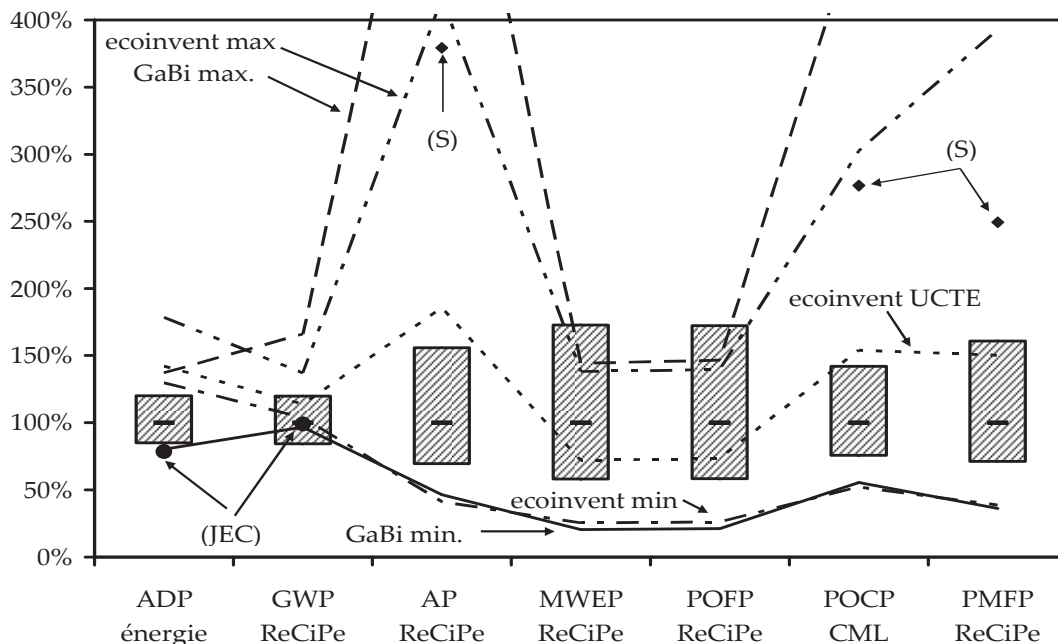 400%
350%
300%
250%
200%
150%
100%
50%
0%
ecoinvent max
GaBi max.
(S)
(S)
ecoinvent UCTE
ecoinvent min
GaBi min.
(JEC)
ADP GWP AP MWEP POFP POCP PMFP
énergie ReCiPe ReCiPe ReCiPe ReCiPe CML ReCiPe